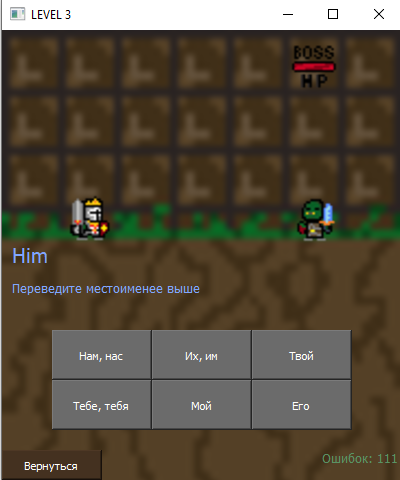 LEVEL 3
BOSS
HP
Him
Переведите местоименее выше
Нам, нас
Их, им
Твой
Тебе, тебя
Мой
Его
Ошибок: 111
Вернуться